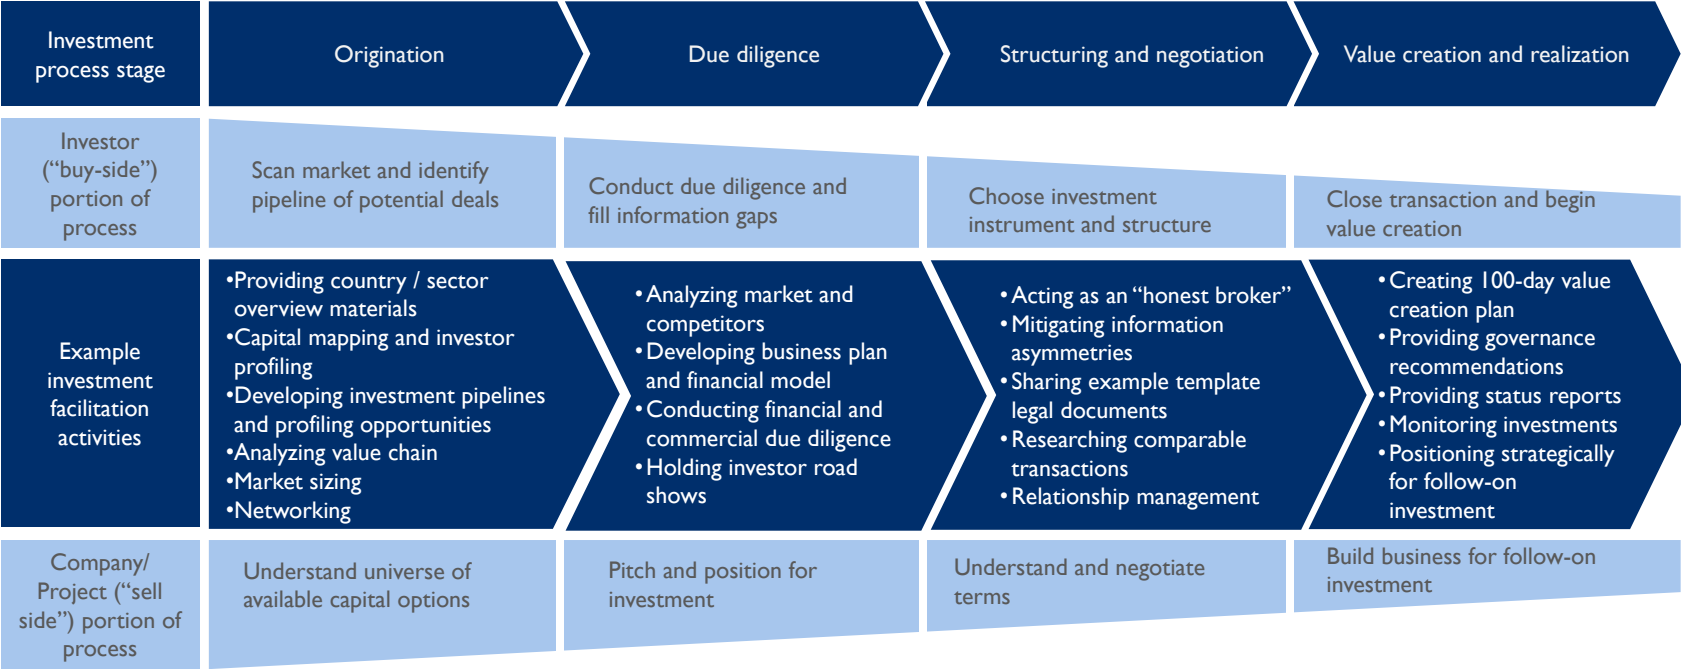 Investment
process stage
Origination
Due diligence
Structuring and negotiation
Value creation and realization
Investor
(“buy-side”)
portion of
process
Scan market and identify
pipeline of potential deals
Conduct due diligence and
fill information gaps
Choose investment
instrument and structure
Close transaction and begin
value creation
Example
investment
facilitation
activities
•Providing country / sector
overview materials
•Capital mapping and investor
profiling
•Developing investment pipelines
and profiling opportunities
•Analyzing value chain
•Market sizing
•Networking
•Analyzing market and
competitors
•Developing business plan
and financial model
•Conducting financial and
commercial due diligence
•Holding investor road
shows
•Acting as an “honest broker”
•Mitigating information
asymmetries
•Sharing example template
legal documents
•Researching comparable
transactions
•Relationship management
•Creating 100-day value
creation plan
•Providing governance
recommendations
•Providing status reports
•Monitoring investments
•Positioning strategically
for follow-on
investment
Company/
Project (“sell
side”) portion of
process
Understand universe of
available capital options
Pitch and position for
investment
Understand and negotiate
terms
Build business for follow-on
investment